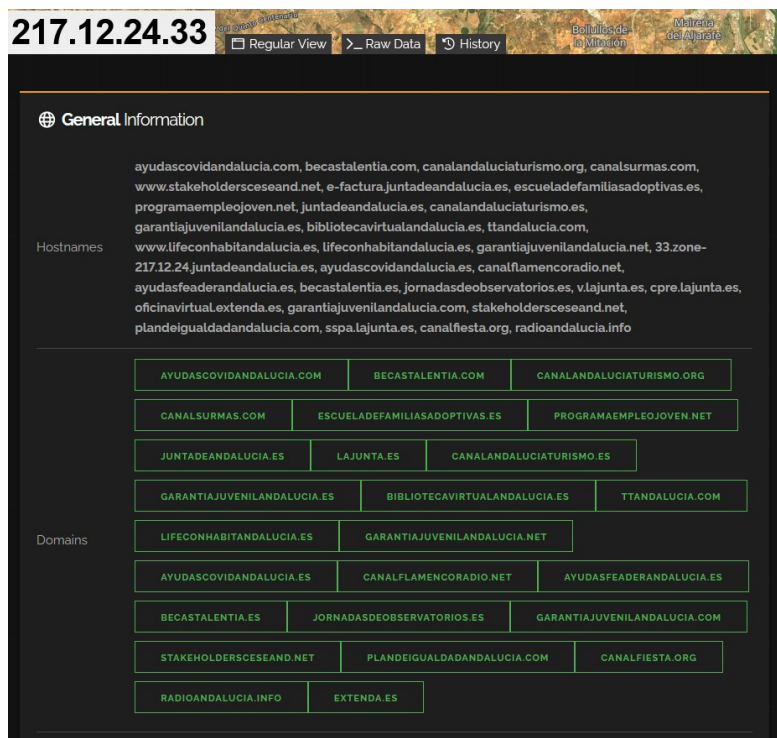 217.12.24.33
Regular View >_ Raw Data History
Bollullos de
la Mitación
Mairena
del Aljarafe
General Information
Hostnames
ayudascovidandalucia.com, becastalentia.com, canalandaluciaturismo.org, canalsurmas.com,
www.stakeholdersceseand.net, e-factura.juntadeandalucia.es, escueladefamiliasadoptivas.es,
programaempleojoven.net, juntadeandalucia.es, canalandaluciaturismo.es,
garantiajuvenilandalucia.es, bibliotecavirtualandalucia.es, ttandalucia.com,
www.lifeconhabitandalucia.es, lifeconhabitandalucia.es, garantiajuvenilandalucia.net, 33.zone-
217.12.24.juntadeandalucia.es, ayudascovidandalucia.es, canalflamencoradio.net,
ayudasfeaderandalucia.es, becastalentia.es, jornadasdeobservatorios.es, v.lajunta.es, cpre.lajunta.es,
oficinavirtual.extenda.es, garantiajuvenilandalucia.com, stakeholdersceseand.net,
plandeigualdadandalucia.com, sspa.lajunta.es, canalfiesta.org, radioandalucia.info
Domains
AYUDASCOVIDANDALUCIA.COM BECASTALENTIA.COM CANALANDALUCIATURISMO.ORG
CANALSURMAS.COM ESCUELADEFAMILIASADOPTIVAS.ES PROGRAMAEMPLEOJOVEN.NET
JUNTADEANDALUCIA.ES LAJUNTA.ES CANALANDALUCIATURISMO.ES
GARANTIAJUVENILANDALUCIA.ES BIBLIOTECAVIRTUALANDALUCIA.ES TTANDALUCIA.COM
LIFECONHABITANDALUCIA.ES GARANTIAJUVENILANDALUCIA.NET
AYUDASCOVIDANDALUCIA.ES CANALFLAMENCORADIO.NET AYUDASFEADERANDALUCIA.ES
BECASTALENTIA.ES JORNADASDEOBSERVATORIOS.ES GARANTIAJUVENILANDALUCIA.COM
STAKEHOLDERSCESEAND.NET PLANDEIGUALDADANDALUCIA.COM CANALFIESTA.ORG
RADIOANDALUCIA.INFO EXTENDA.ES